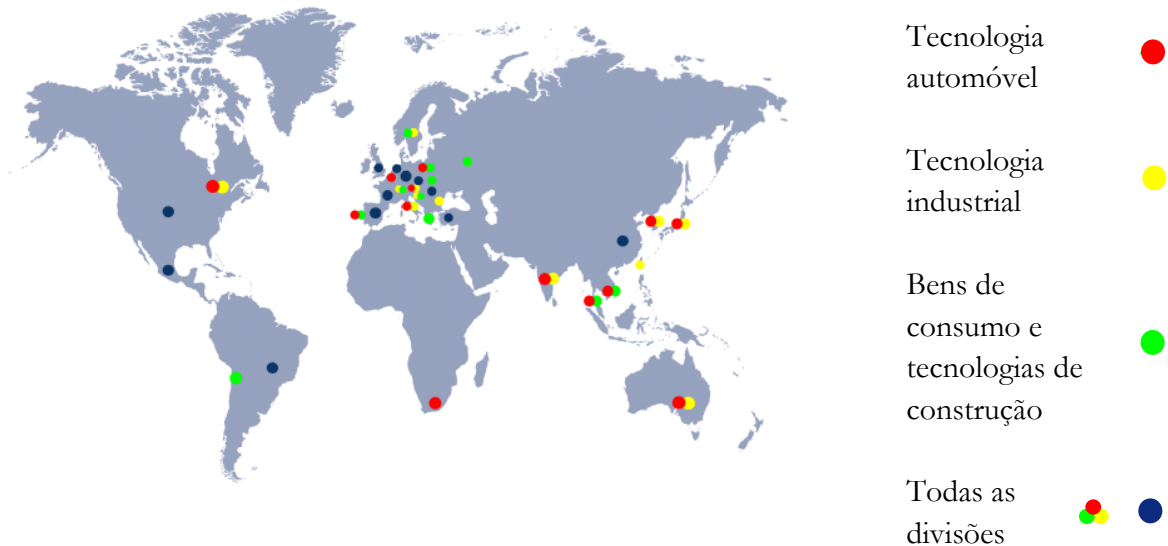 Tecnologia
automóvel
Tecnologia
industrial
Bens de
consumo e
tecnologias de
construção
Todas as
divisões